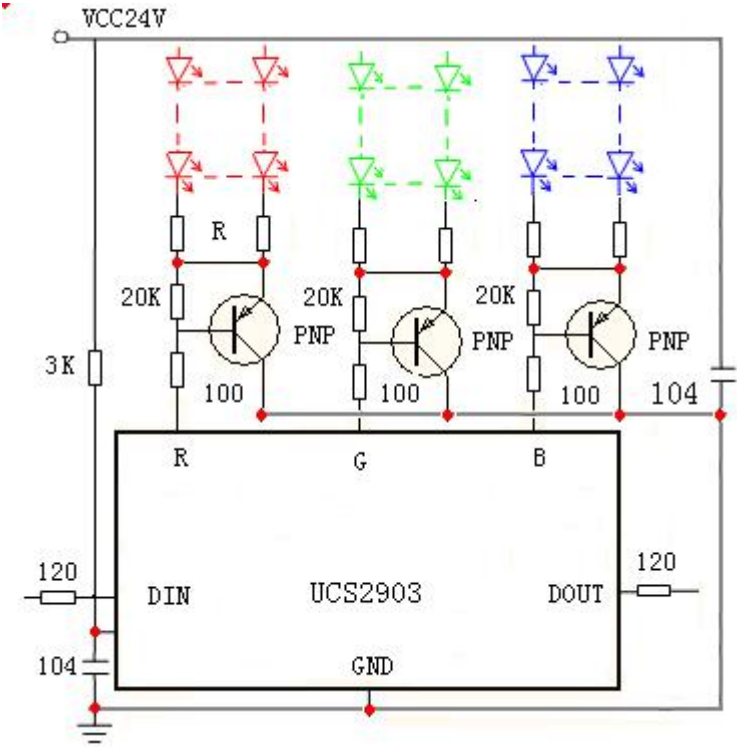 VCC24V
R
20K
20K
20K
PNP
PNP
PNP
3K
100
100
100
104
R
G
B
120
120
DIN
UCS2903
DOUT
104
GND